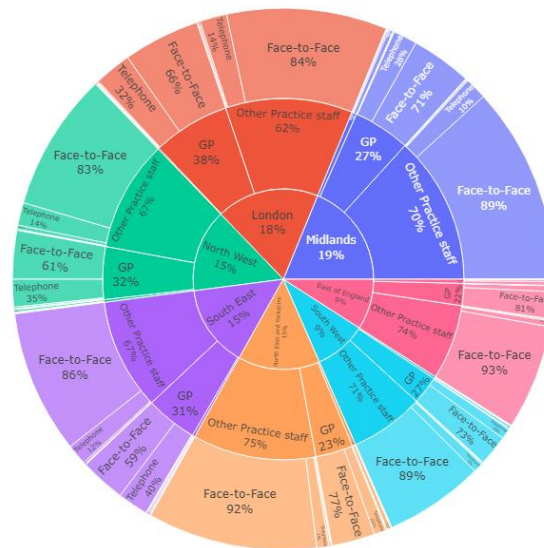 Midlands
19%
GP
27%
Telephone
28%
Face-to-Face
71%
Other Practice staff
70%
Telephone
10%
Face-to-Face
89%
London
18%
Other Practice staff
62%
Face-to-Face
84%
Telephone
14%
GP
38%
Face-to-Face
66%
Telephone
32%
North West
15%
Other Practice staff
67%
Face-to-Face
83%
Telephone
14%
GP
32%
Face-to-Face
61%
Telephone
35%
South East
15%
Other Practice staff
67%
Face-to-Face
86%
Telephone
12%
GP
31%
Face-to-Face
59%
Telephone
40%
North East and Yorkshire
15%
Other Practice staff
75%
Face-to-Face
92%
GP
23%
Face-to-Face
77%
South West
9%
Other Practice staff
71%
Face-to-Face
89%
GP
27%
Face-to-Face
73%
East of England
9%
Other Practice staff
74%
Face-to-Face
93%
GP
22%
81%